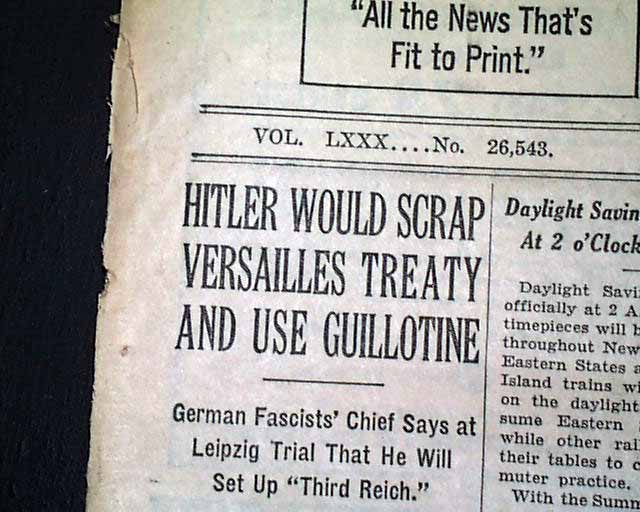 “All the News That's
Fit to Print.”
VOL. LXXX....No. 26,543.
HITLER WOULD SCRAP
VERSAILLES TREATY
AND USE GUILLOTINE
German Fascists' Chief Says at
Leipzig Trial That He Will
Set Up “Third Reich.”
Daylight Savin
At 2 o'Clock
Daylight Savi
officially at 2 A
timepieces will b
throughout New
Eastern States a
Island trains wi
on the daylight
sume Eastern
while other rai
their tables to c
muter practice.
With the Summ